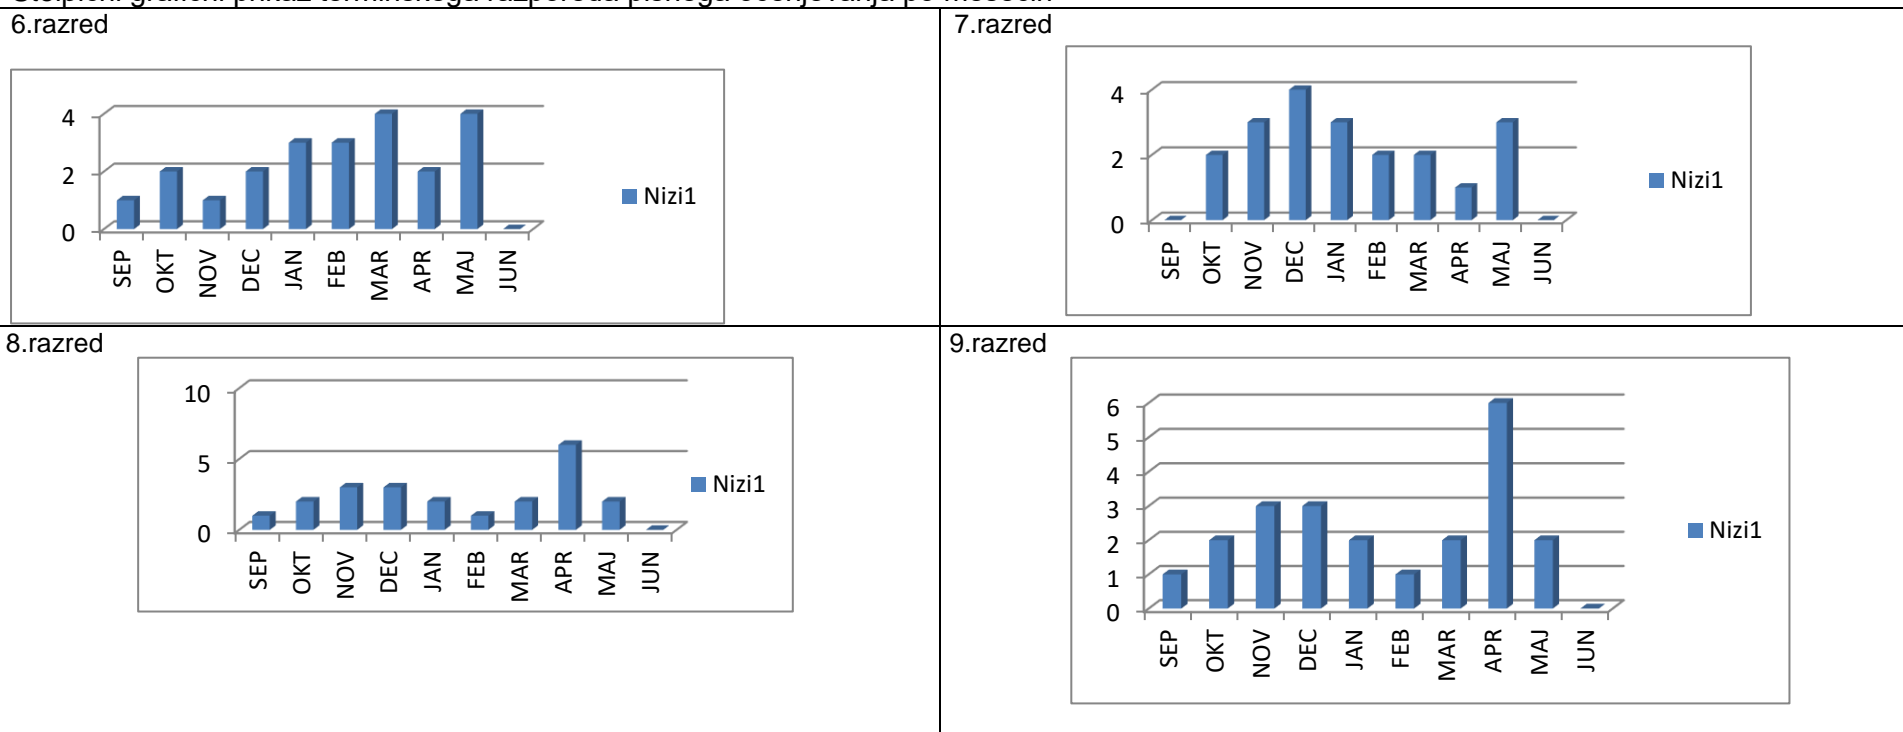 6.razred
4
2
0
SEP
OKT
NOV
DEC
JAN
FEB
MAR
APR
MAJ
JUN
Nizi1
7.razred
4
2
0
SEP
OKT
NOV
DEC
JAN
FEB
MAR
APR
MAJ
JUN
Nizi1
8.razred
10
5
0
SEP
OKT
NOV
DEC
JAN
FEB
MAR
APR
MAJ
JUN
Nizi1
9.razred
6
5
4
3
2
1
0
SEP
OKT
NOV
DEC
JAN
FEB
MAR
APR
MAJ
JUN
Nizi1